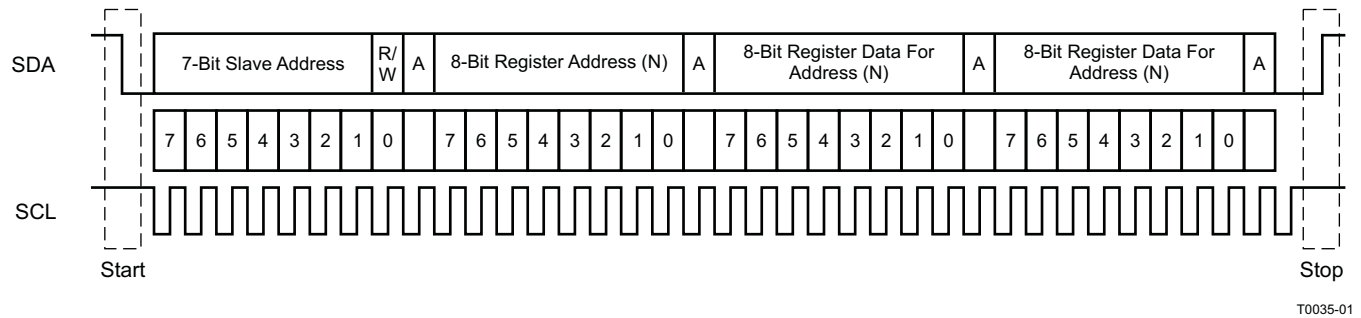 SDA
7-Bit Slave Address
R/
W
A
8-Bit Register Address (N)
A
8-Bit Register Data For
Address (N)
A
8-Bit Register Data For
Address (N)
A
7 6 5 4 3 2 1 0 7 6 5 4 3 2 1 0 7 6 5 4 3 2 1 0 7 6 5 4 3 2 1 0
SCL
Start
Stop
T0035-01